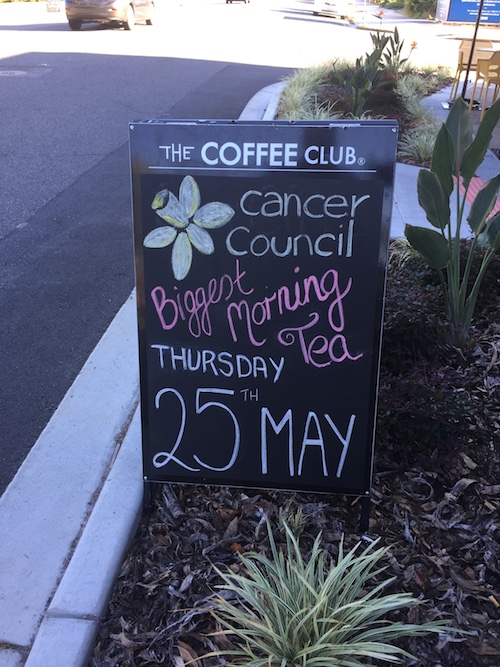 THE COFFEE CLUB®
Cancer
Council
Biggest
Morning
Tea
THURSDAY
25TH MAY